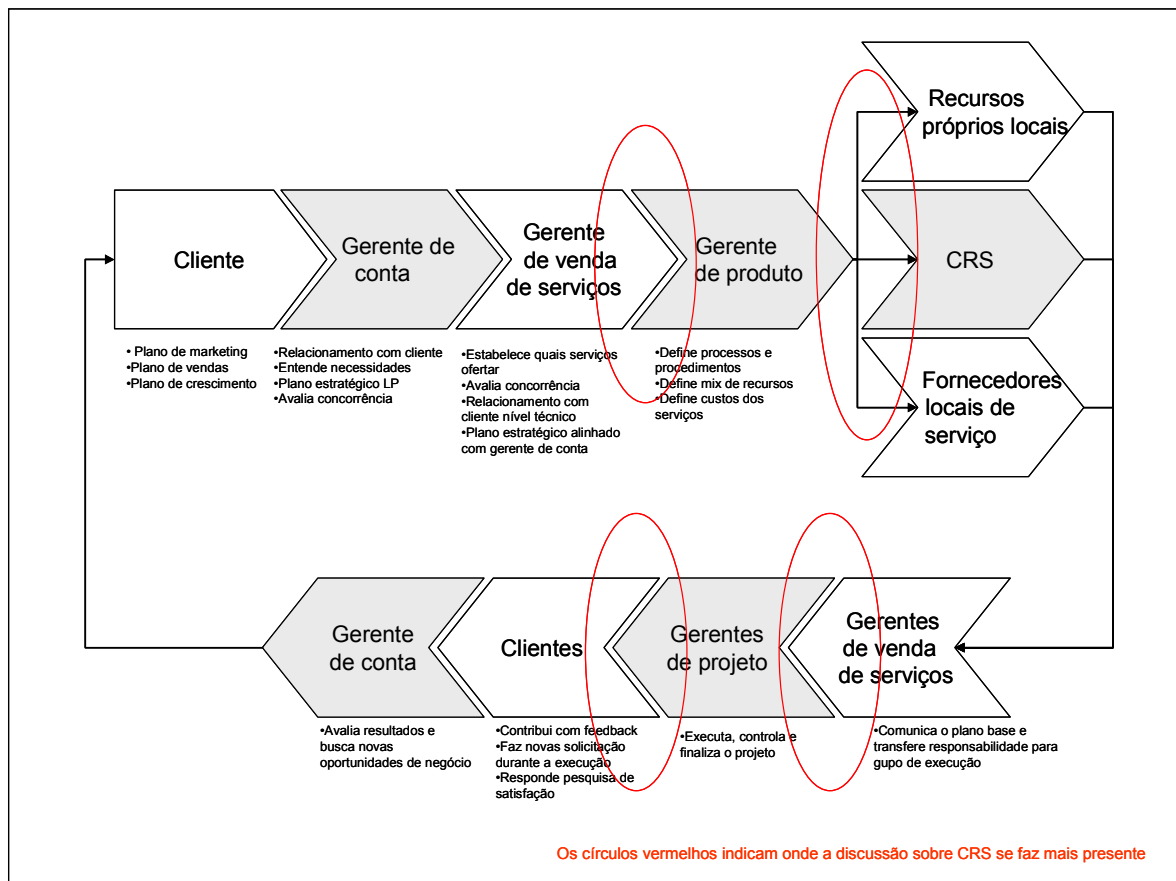 Recursos
próprios locais
Cliente
Gerente de
conta
Gerente
de venda
de serviços
Gerente
de produto
CRS
Fornecedores
locais de
serviço
• Plano de marketing
•Plano de vendas
•Plano de crescimento
•Relacionamento com cliente
•Entende necessidades
•Plano estratégico LP
•Avalia concorrência
•Estabelece quais serviços
ofertar
•Avalia concorrência
•Relacionamento com
cliente nível técnico
•Plano estratégico alinhado
com gerente de conta
•Define processos e
procedimentos
•Define mix de recursos
•Define custos dos
serviços
Gerente
de conta
Clientes
Gerentes
de projeto
Gerentes
de venda
de serviços
•Avalia resultados e
busca novas
oportunidades de negócio
•Contribui com feedback
•Faz novas solicitação
durante a execução
•Responde pesquisa de
satisfação
•Executa, controla e
finaliza o projeto
•Comunica o plano base e
transfere responsabilidade para
gupo de execução
Os círculos vermelhos indicam onde a discussão sobre CRS se faz mais presente